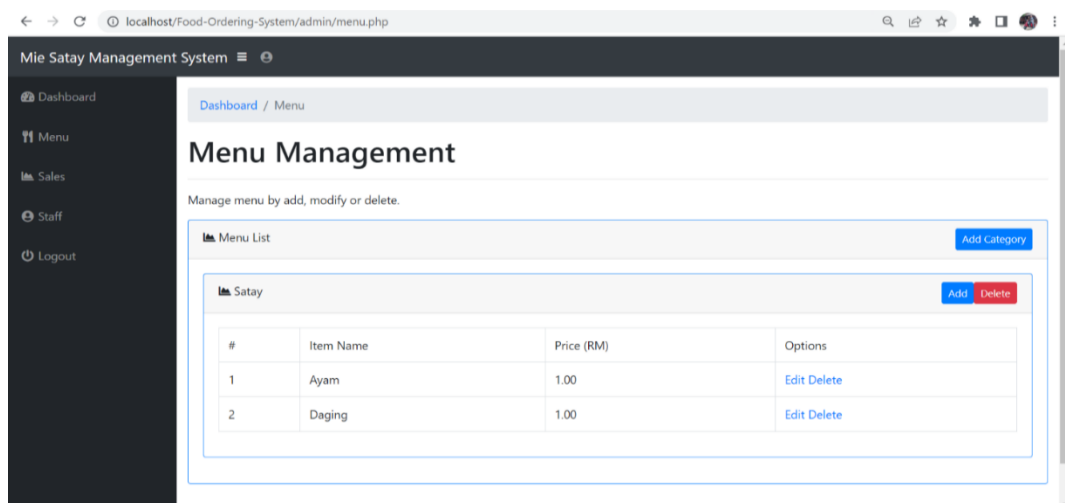 localhost/Food-Ordering-System/admin/menu.php
Mie Satay Management System
Dashboard
Menu
Sales
Staff
Logout
Dashboard / Menu
Menu Management
Manage menu by add, modify or delete.
Menu List Add Category
Satay Add Delete
# Item Name Price (RM) Options
1 Ayam 1.00 Edit Delete
2 Daging 1.00 Edit Delete